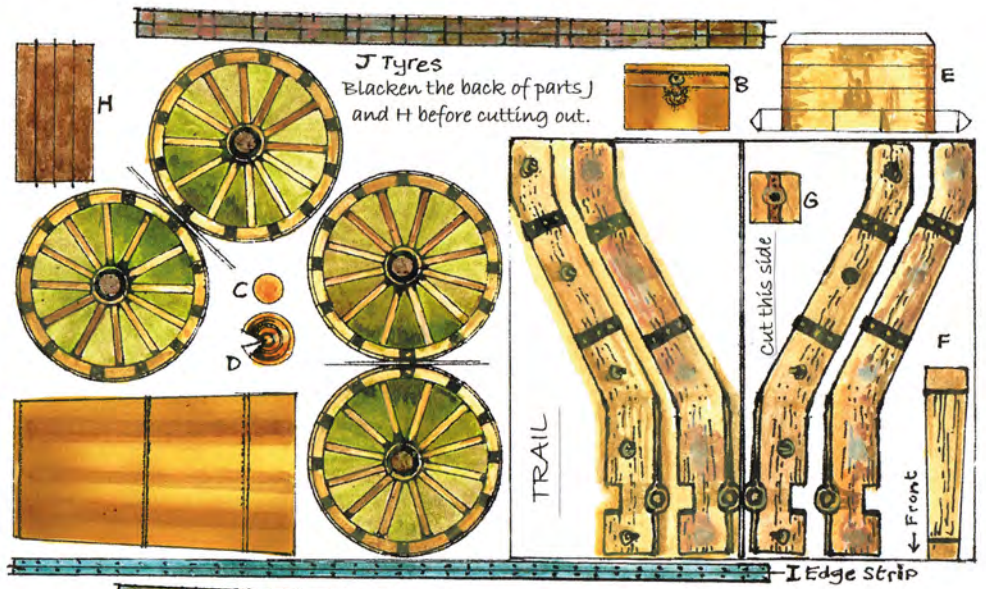 J Tyres
Blacken the back of parts J
and H before cutting out.
H
B
E
G
Cut this side
C
D
F
TRAIL
← Front
I Edge Strip